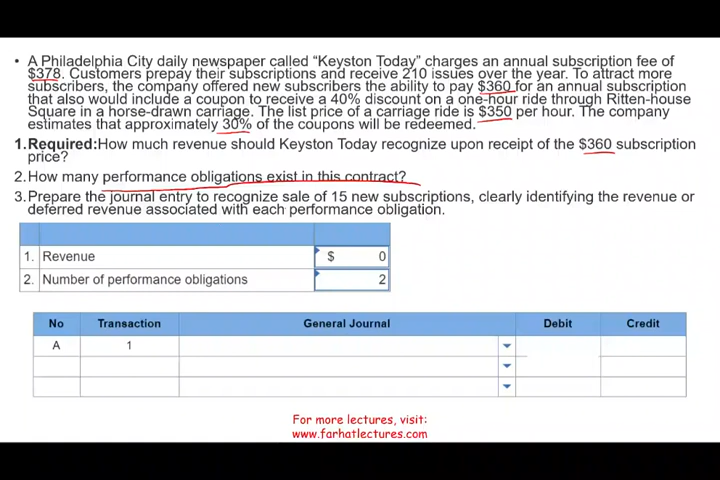 • A Philadelphia City daily newspaper called “Keyston Today” charges an annual subscription fee of
$378. Customers prepay their subscriptions and receive 210 issues over the year. To attract more
subscribers, the company offered new subscribers the ability to pay $360 for an annual subscription
that also would include a coupon to receive a 40% discount on a one-hour ride through Ritten-house
Square in a horse-drawn carriage. The list price of a carriage ride is $350 per hour. The company
estimates that approximately 30% of the coupons will be redeemed.
1.Required:How much revenue should Keyston Today recognize upon receipt of the $360 subscription
price?
2.How many performance obligations exist in this contract?
3.Prepare the journal entry to recognize sale of 15 new subscriptions, clearly identifying the revenue or
deferred revenue associated with each performance obligation.
1. Revenue $ 0
2. Number of performance obligations 2
No Transaction General Journal Debit Credit
A 1
For more lectures, visit:
www.farhatlectures.com